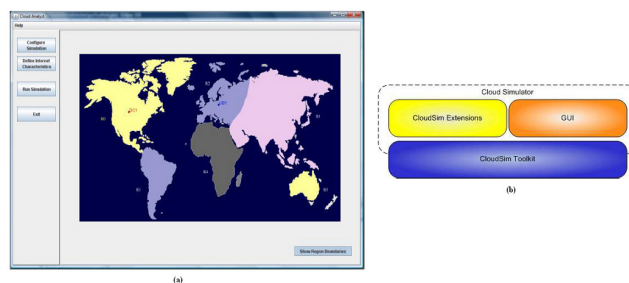 Cloud Analyst
Help
Configure
Simulation
Define Internet
Characteristics
Run Simulation
Exit
Show Region Boundaries
(a)
Cloud Simulator
CloudSim Extensions
GUI
CloudSim Toolkit
(b)